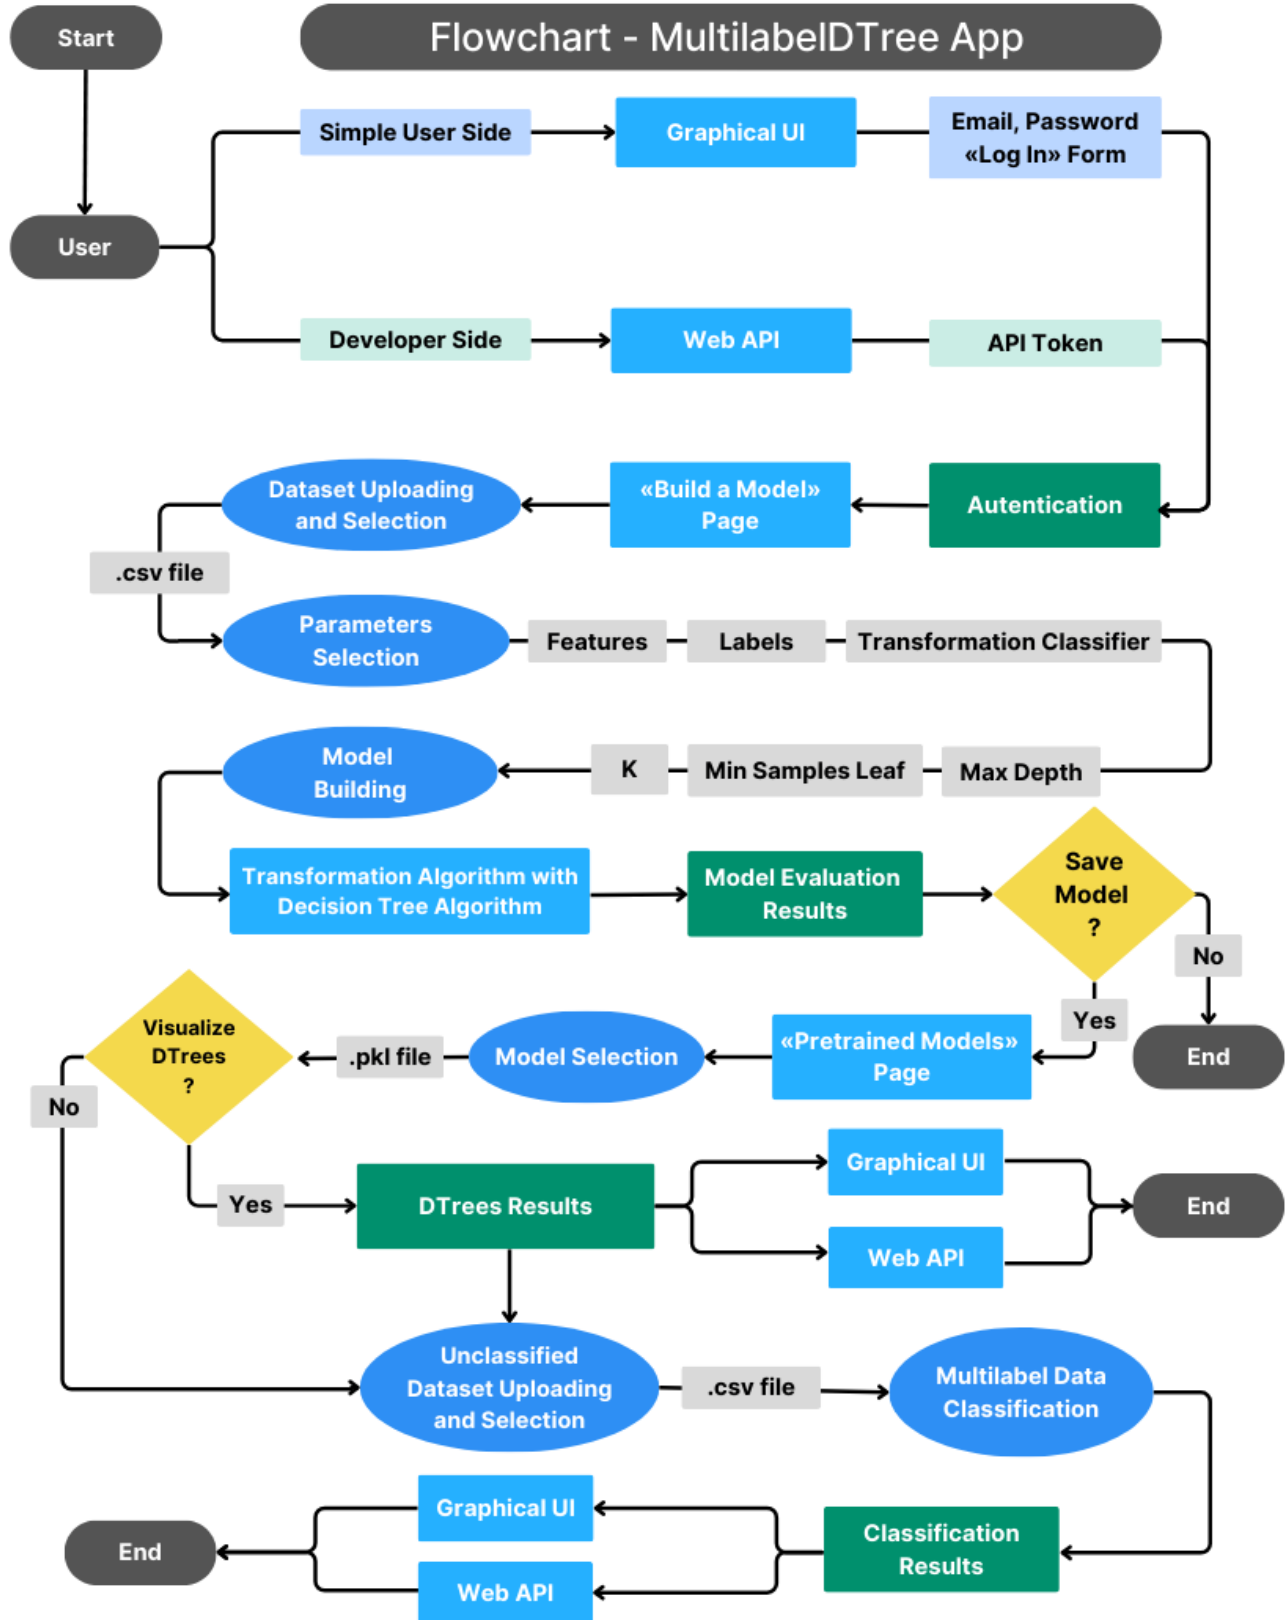 Start
Flowchart - MultilabelDTree App
Simple User Side
Graphical UI
Email, Password
«Log In» Form
User
Developer Side
Web API
API Token
Dataset Uploading
and Selection
«Build a Model»
Page
Autentication
.csv file
Parameters
Selection
Features
Labels
Transformation Classifier
Model
Building
K
Min Samples Leaf
Max Depth
Transformation Algorithm with
Decision Tree Algorithm
Model Evaluation
Results
Save
Model
?
No
Yes
End
«Pretrained Models»
Page
Model Selection
.pkl file
Visualize
DTrees
?
No
Yes
DTrees Results
Graphical UI
Web API
End
Unclassified
Dataset Uploading
and Selection
.csv file
Multilabel Data
Classification
Classification
Results
Graphical UI
Web API
End